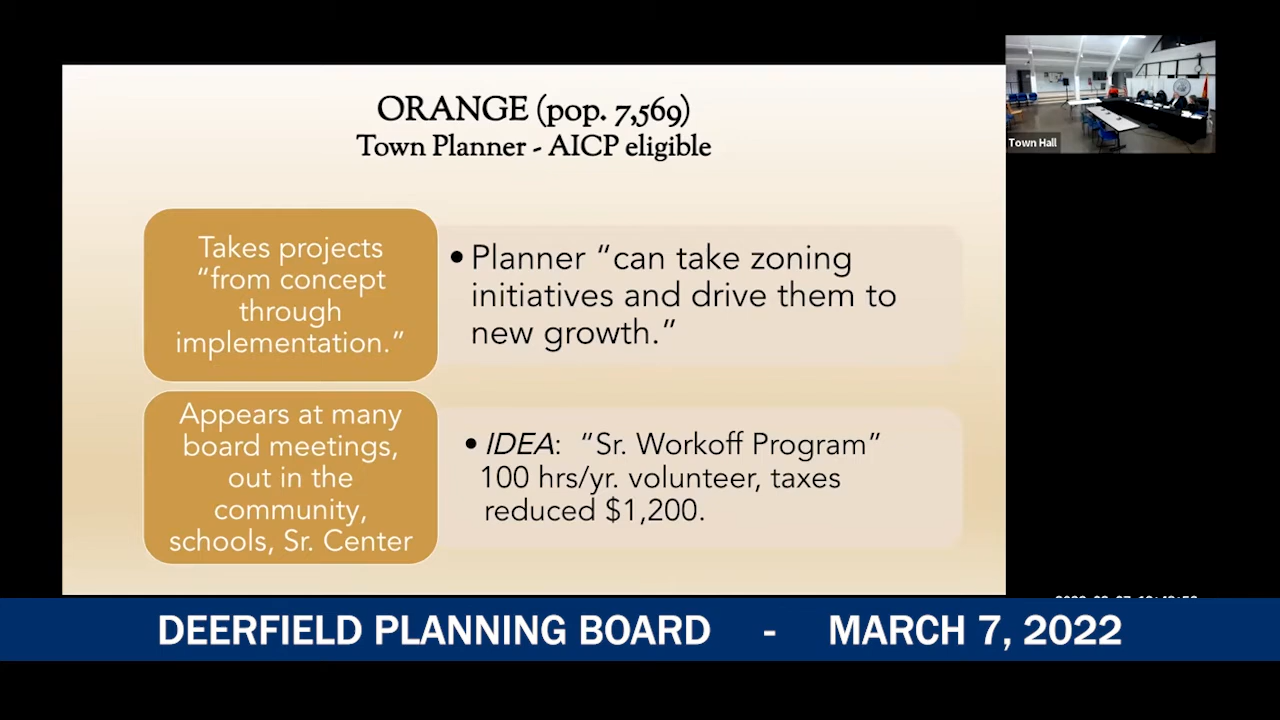 ORANGE (pop. 7,569)
Town Planner - AICP eligible
Takes projects
“from concept
through
implementation.”
• Planner “can take zoning
initiatives and drive them to
new growth.”
Appears at many
board meetings,
out in the
community,
schools, Sr. Center
• IDEA: “Sr. Workoff Program”
100 hrs/yr. volunteer, taxes
reduced $1,200.
Town Hall
DEERFIELD PLANNING BOARD - MARCH 7, 2022